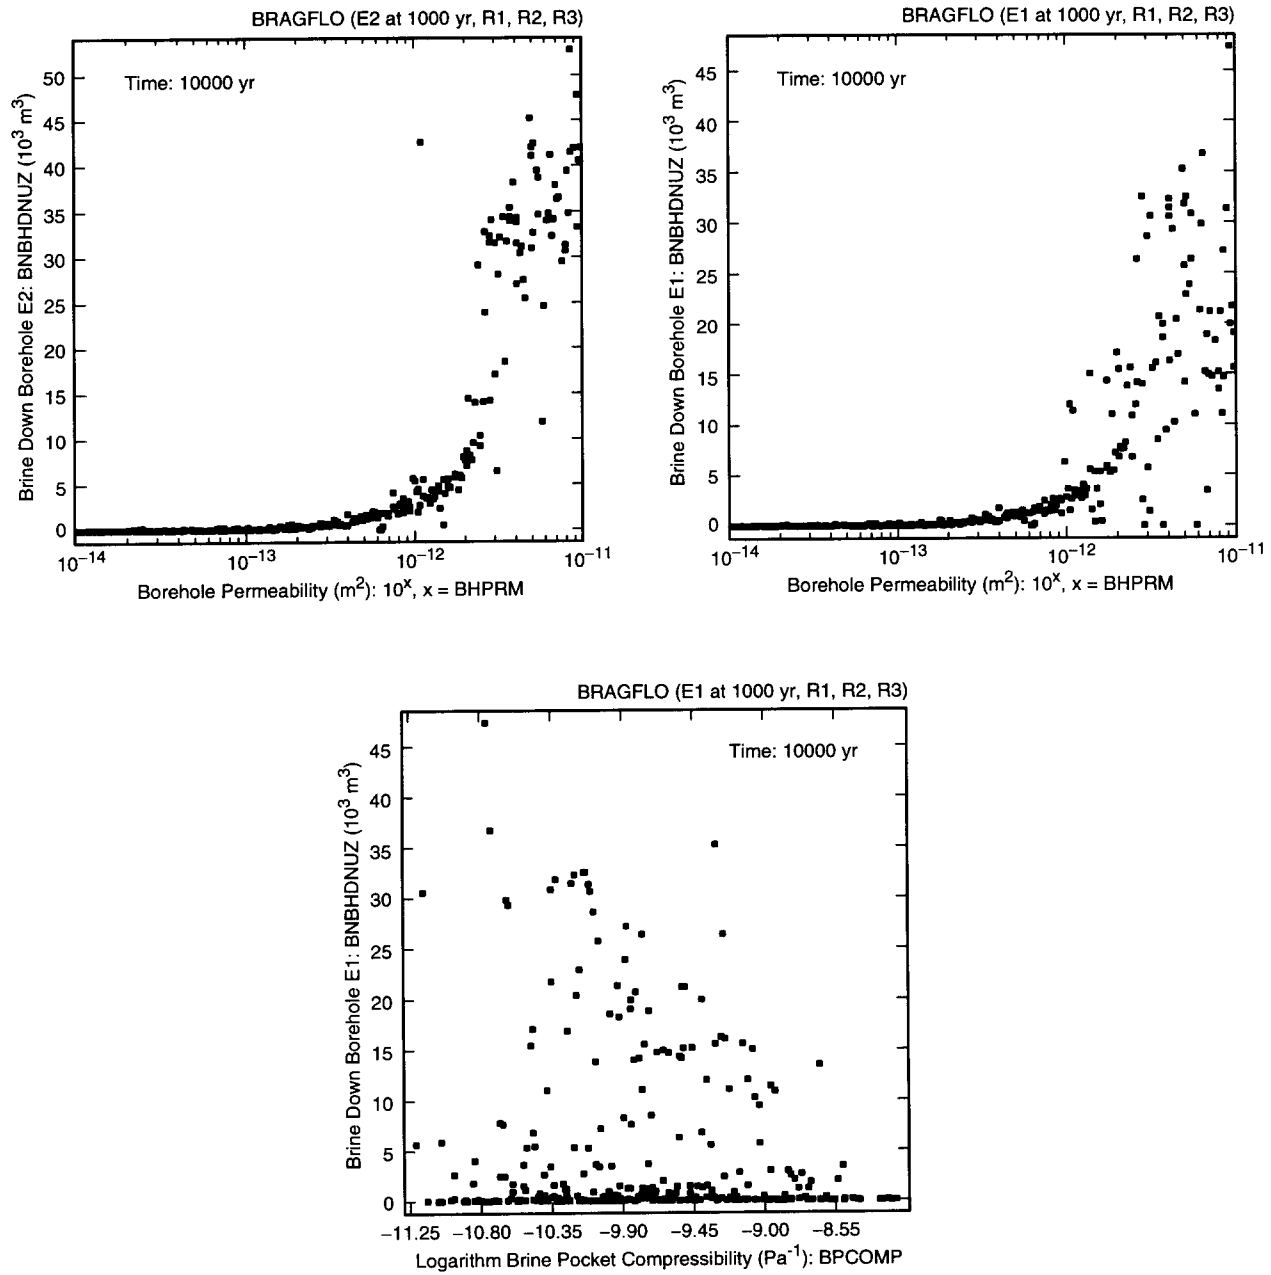 BRAGFLO (E2 at 1000 yr, R1, R2, R3)
Time: 10000 yr
Brine Down Borehole E2: BNBHDNUZ (10³ m³)
50
45
40
35
30
25
20
15
10
5
0
10⁻¹⁴ 10⁻¹³ 10⁻¹² 10⁻¹¹
Borehole Permeability (m²): 10ˣ, x = BHPRM
BRAGFLO (E1 at 1000 yr, R1, R2, R3)
Time: 10000 yr
Brine Down Borehole E1: BNBHDNUZ (10³ m³)
45
40
35
30
25
20
15
10
5
0
10⁻¹⁴ 10⁻¹³ 10⁻¹² 10⁻¹¹
Borehole Permeability (m²): 10ˣ, x = BHPRM
BRAGFLO (E1 at 1000 yr, R1, R2, R3)
Time: 10000 yr
Brine Down Borehole E1: BNBHDNUZ (10³ m³)
45
40
35
30
25
20
15
10
5
0
−11.25 −10.80 −10.35 −9.90 −9.45 −9.00 −8.55
Logarithm Brine Pocket Compressibility (Pa⁻¹): BPCOMP